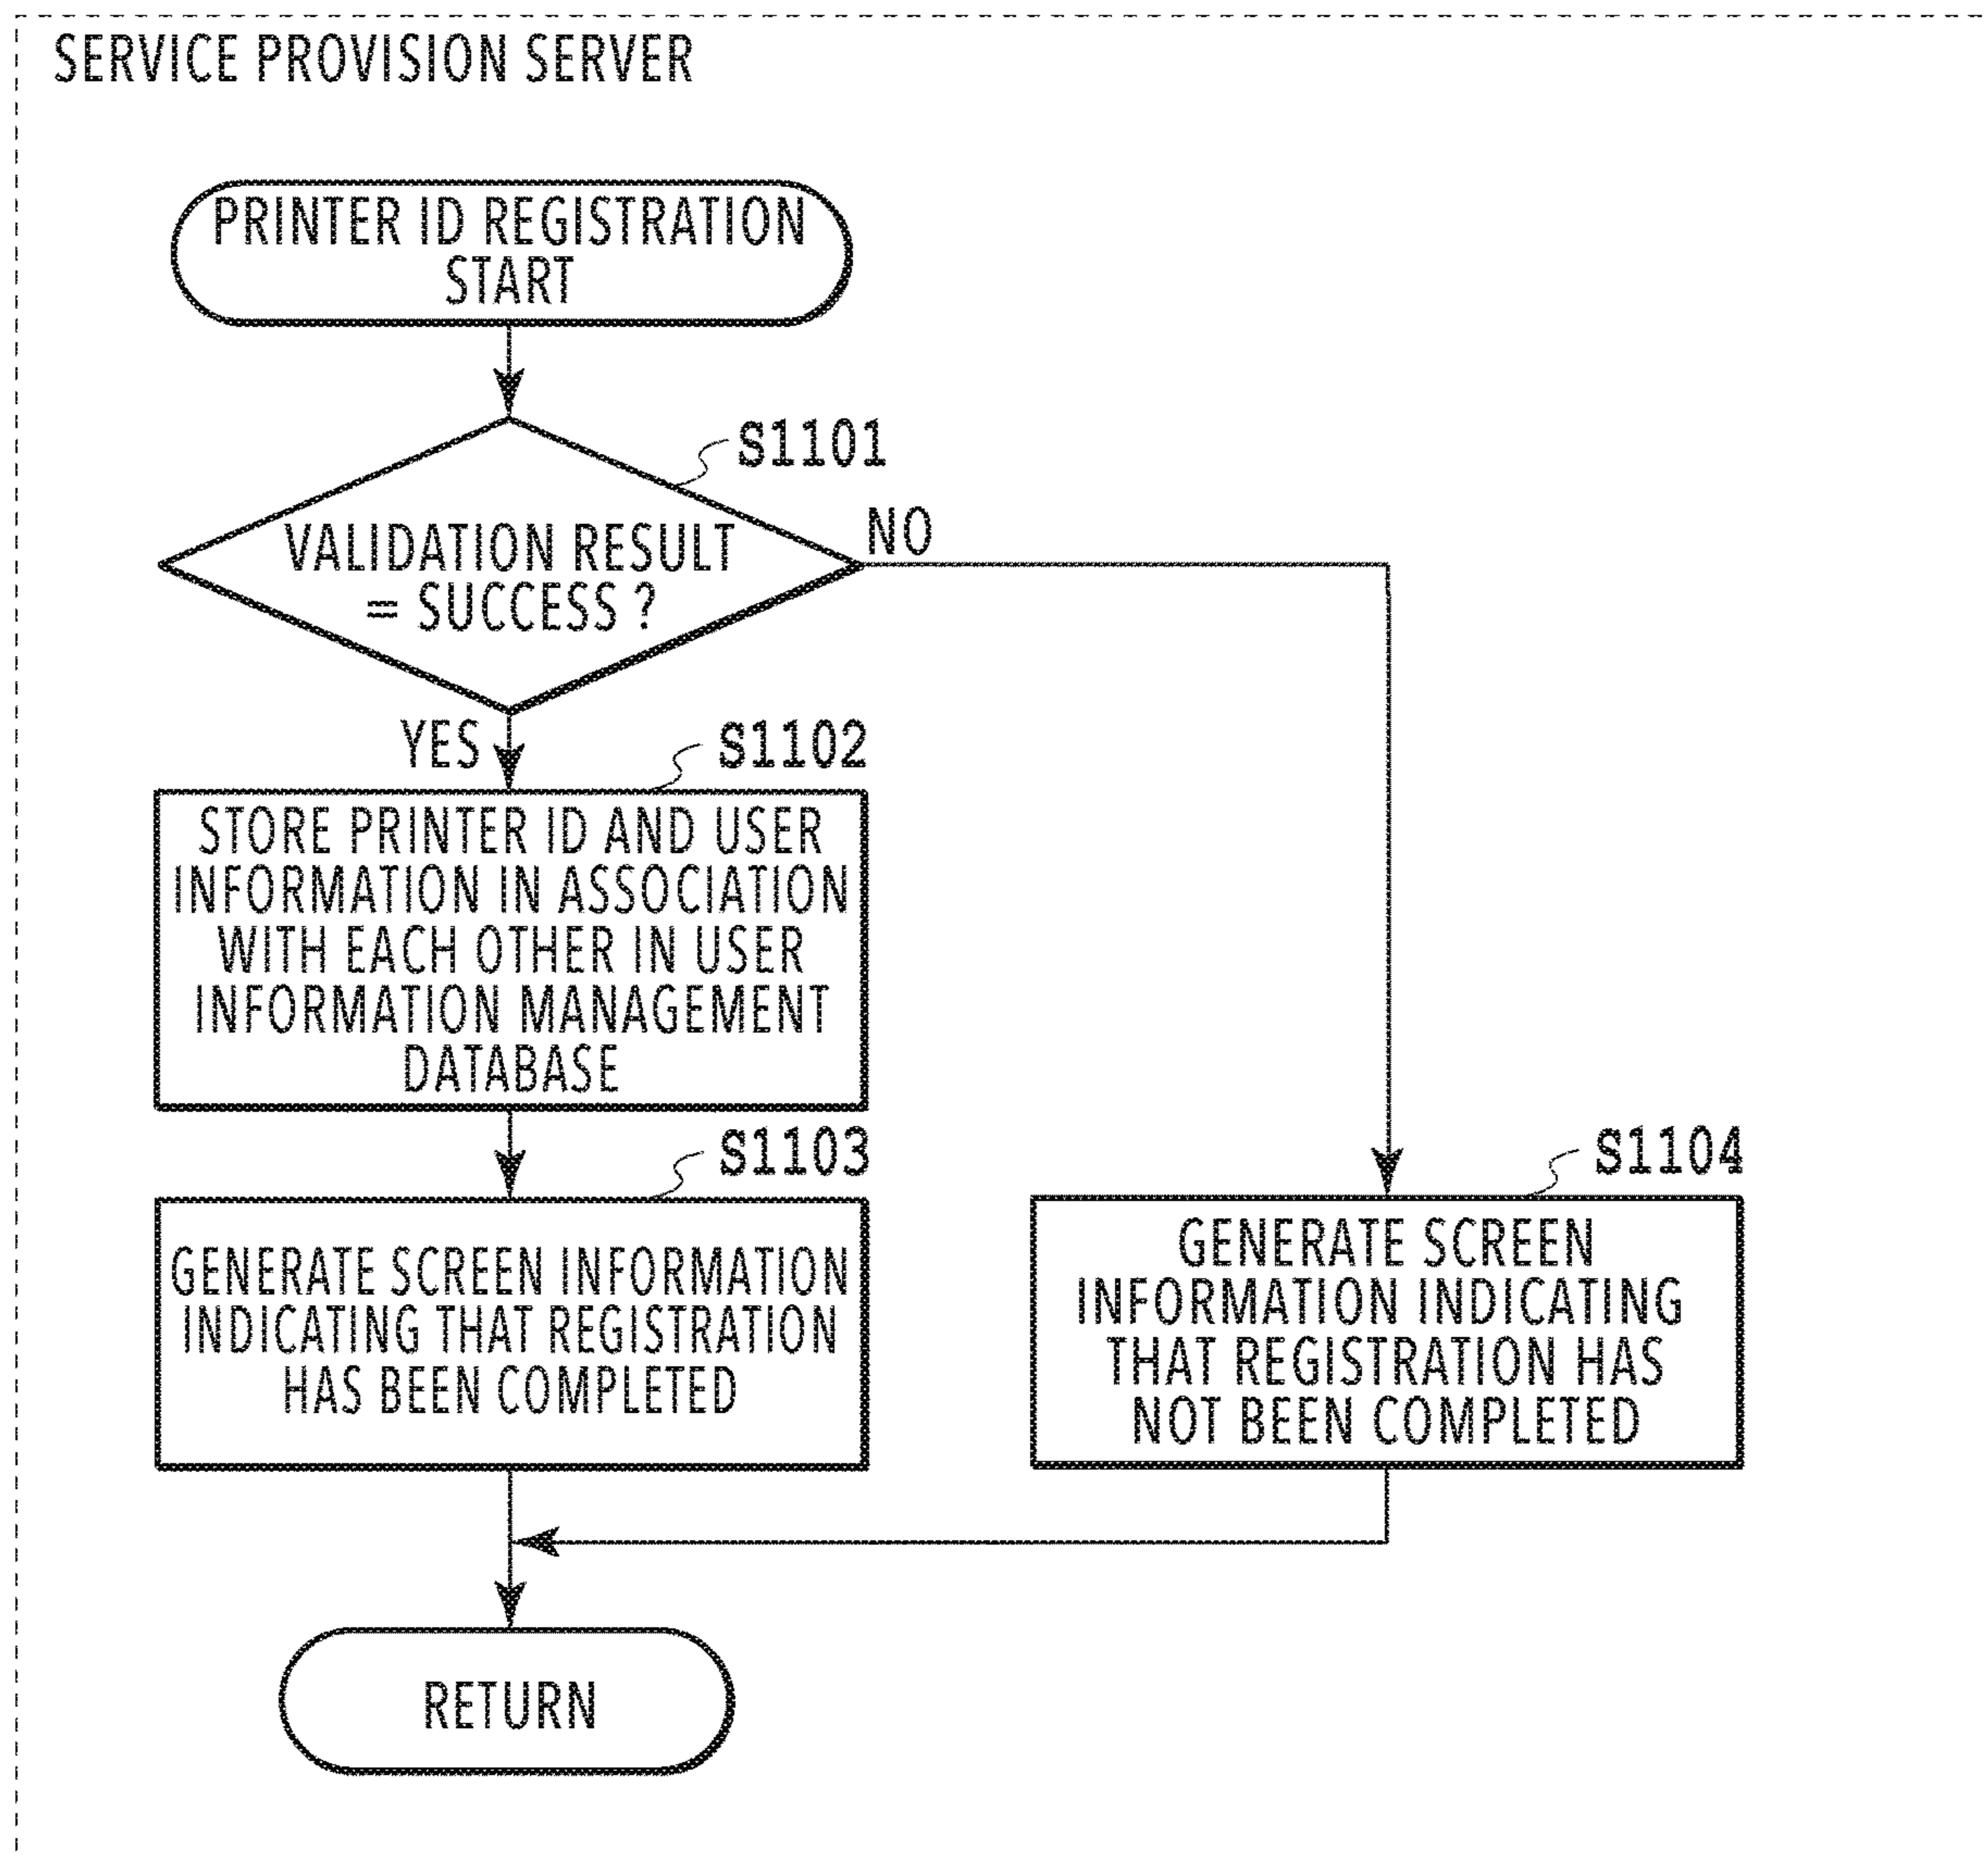 SERVICE PROVISION SERVER
PRINTER ID REGISTRATION
START
S1101
VALIDATION RESULT
= SUCCESS ?
NO
YES
S1102
STORE PRINTER ID AND USER
INFORMATION IN ASSOCIATION
WITH EACH OTHER IN USER
INFORMATION MANAGEMENT
DATABASE
S1103
GENERATE SCREEN INFORMATION
INDICATING THAT REGISTRATION
HAS BEEN COMPLETED
S1104
GENERATE SCREEN
INFORMATION INDICATING
THAT REGISTRATION HAS
NOT BEEN COMPLETED
RETURN